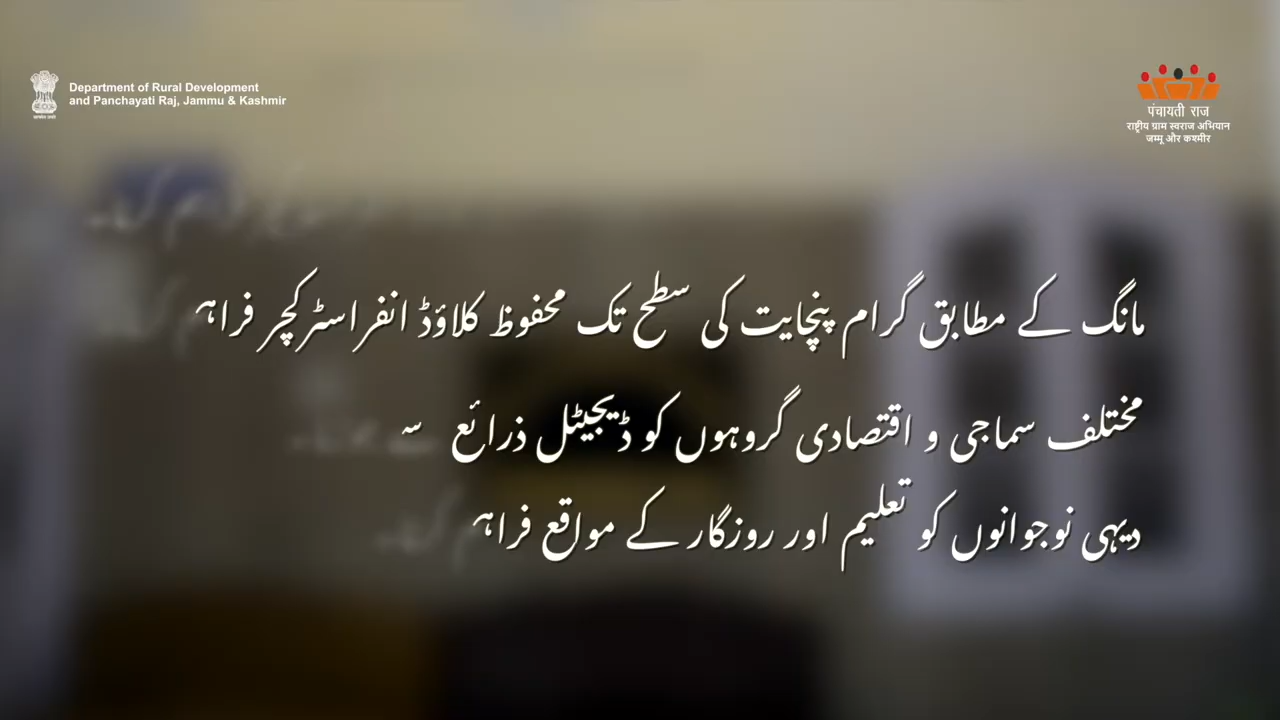 Department of Rural Development
and Panchayati Raj, Jammu & Kashmir
पंचायती राज
राष्ट्रीय ग्राम स्वराज अभियान
जम्मू और कश्मीर
مانگ کے مطابق گرام پنچایت کی سطح تک محفوظ کلاؤڈ انفراسٹرکچر فراہم
مختلف سماجی و اقتصادی گروہوں کو ڈیجیٹل ذرائع سے
دیہی نوجوانوں کو تعلیم اور روزگار کے مواقع فراہم